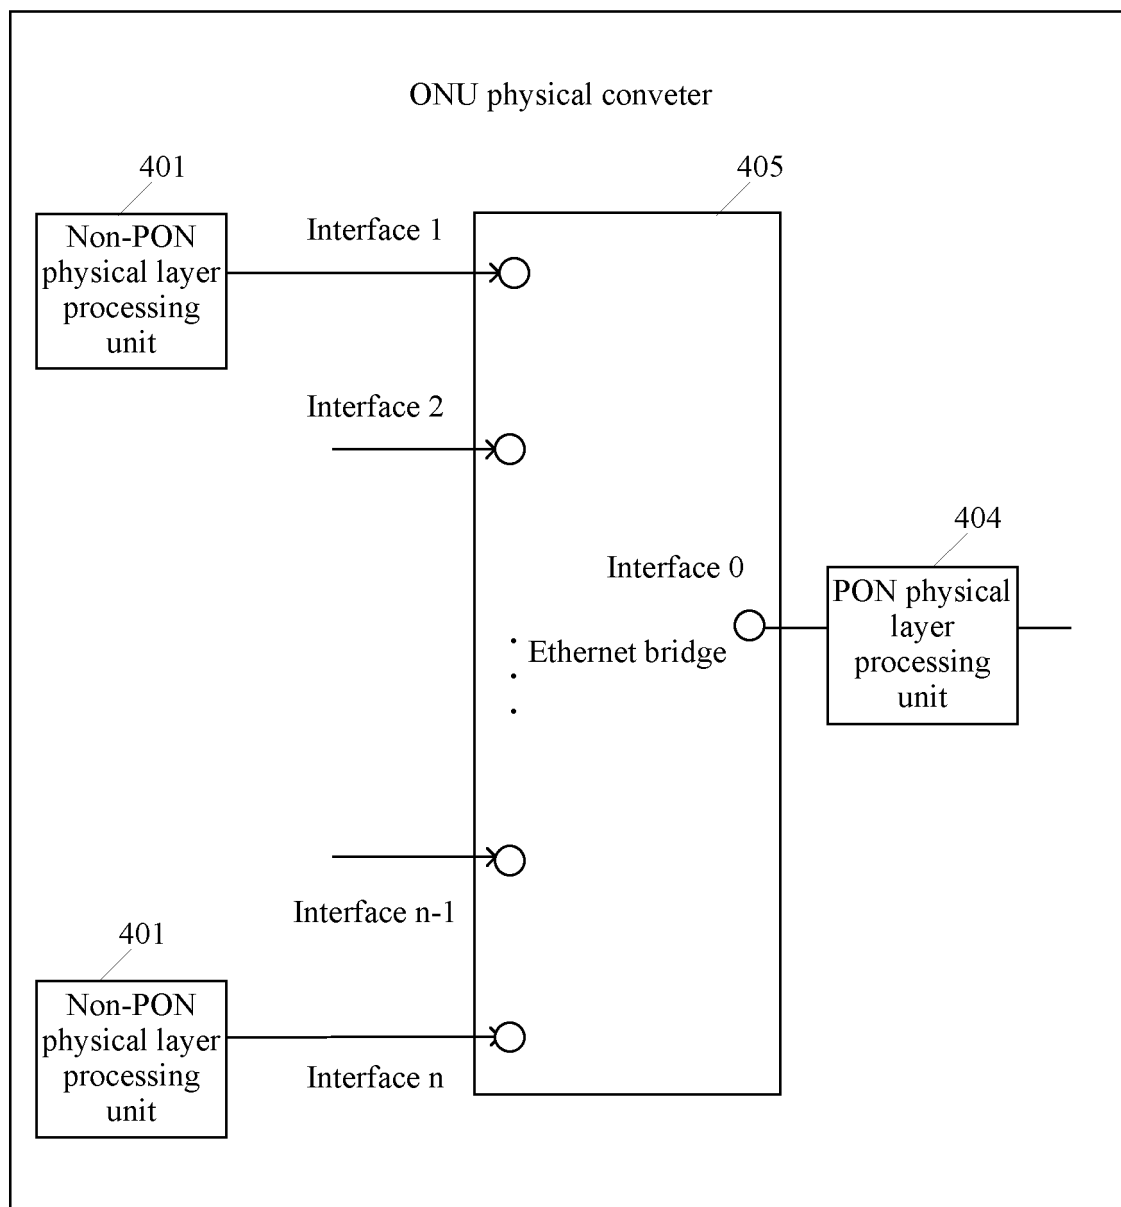 ONU physical conveter
401
405
Non-PON
physical layer
processing
unit
Interface 1
Interface 2
404
Interface 0
PON physical
layer
processing
unit
Ethernet bridge
Interface n-1
401
Non-PON
physical layer
processing
unit
Interface n